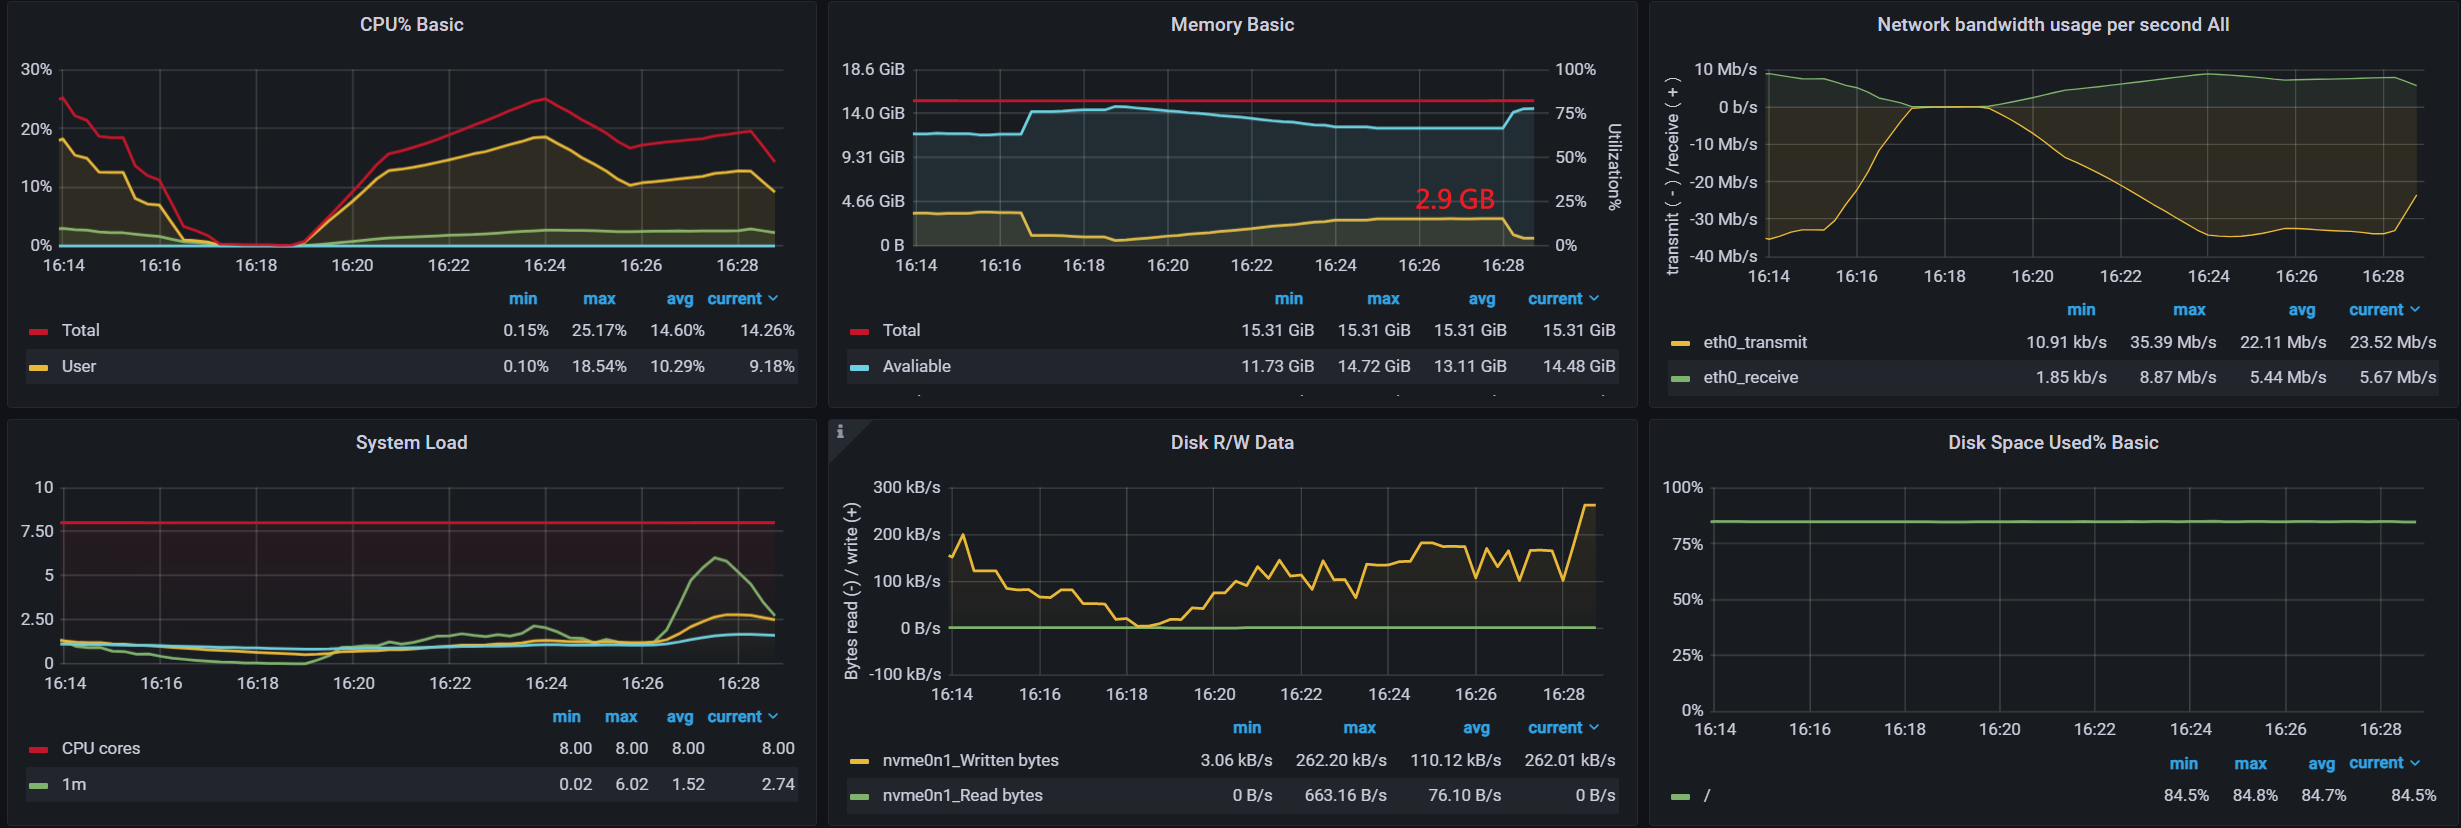 CPU% Basic
30%
20%
10%
0%
16:14 16:16 16:18 16:20 16:22 16:24 16:26 16:28
min max avg current
Total 0.15% 25.17% 14.60% 14.26%
User 0.10% 18.54% 10.29% 9.18%
Memory Basic
18.6 GiB 100%
14.0 GiB 75%
9.31 GiB 50%
4.66 GiB 25%
0 B 0%
Utilization%
2.9 GB
16:14 16:16 16:18 16:20 16:22 16:24 16:26 16:28
min max avg current
Total 15.31 GiB 15.31 GiB 15.31 GiB 15.31 GiB
Avaliable 11.73 GiB 14.72 GiB 13.11 GiB 14.48 GiB
Network bandwidth usage per second All
transmit ( - ) /receive ( + )
10 Mb/s
0 b/s
-10 Mb/s
-20 Mb/s
-30 Mb/s
-40 Mb/s
16:14 16:16 16:18 16:20 16:22 16:24 16:26 16:28
min max avg current
eth0_transmit 10.91 kb/s 35.39 Mb/s 22.11 Mb/s 23.52 Mb/s
eth0_receive 1.85 kb/s 8.87 Mb/s 5.44 Mb/s 5.67 Mb/s
System Load
10
7.50
5
2.50
0
16:14 16:16 16:18 16:20 16:22 16:24 16:26 16:28
min max avg current
CPU cores 8.00 8.00 8.00 8.00
1m 0.02 6.02 1.52 2.74
i
Disk R/W Data
Bytes read (-) / write (+)
300 kB/s
200 kB/s
100 kB/s
0 B/s
-100 kB/s
16:14 16:16 16:18 16:20 16:22 16:24 16:26 16:28
min max avg current
nvme0n1_Written bytes 3.06 kB/s 262.20 kB/s 110.12 kB/s 262.01 kB/s
nvme0n1_Read bytes 0 B/s 663.16 B/s 76.10 B/s 0 B/s
Disk Space Used% Basic
100%
75%
50%
25%
0%
16:14 16:16 16:18 16:20 16:22 16:24 16:26 16:28
min max avg current
/ 84.5% 84.8% 84.7% 84.5%